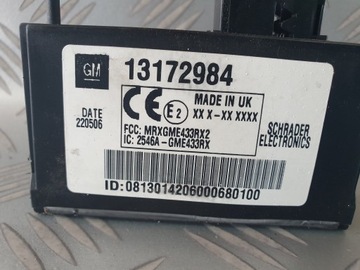 GM
13172984
DATE
220506
CE
E2
MADE IN UK
XX X-XX XXXX
FCC: MRXGME433RX2
IC: 2546A-GME433RX
SCHRADER
ELECTRONICS
ID:0813014206000680100